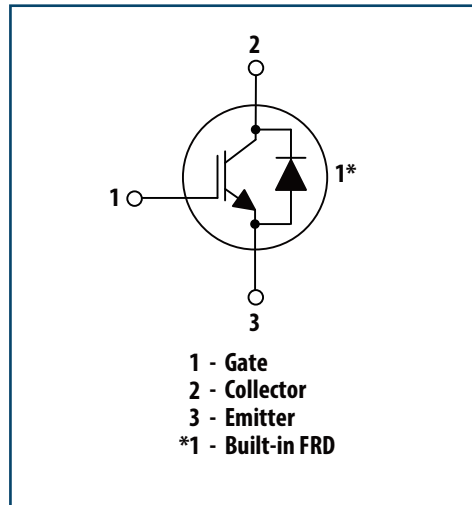 2
1*
1
3
1 - Gate
2 - Collector
3 - Emitter
*1 - Built-in FRD